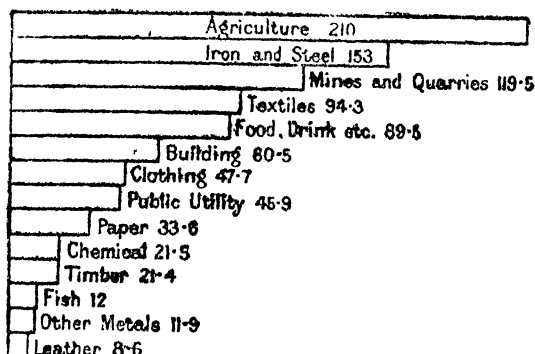 Agriculture 210
Iron and Steel 153
Mines and Quarries 119·5
Textiles 94·3
Food, Drink etc. 89·5
Building 60·5
Clothing 47·7
Public Utility 45·9
Paper 33·6
Chemical 21·5
Timber 21·4
Fish 12
Other Metals 11·9
Leather 8·6